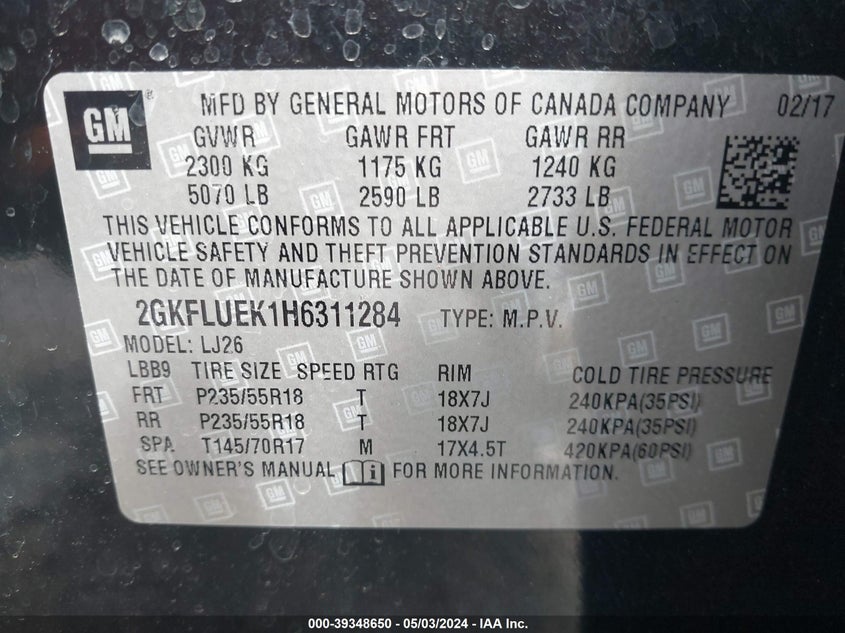 GM ® MFD BY GENERAL MOTORS OF CANADA COMPANY 02/17
GVWR GAWR FRT GAWR RR
2300 KG 1175 KG 1240 KG
5070 LB 2590 LB 2733 LB
THIS VEHICLE CONFORMS TO ALL APPLICABLE U.S. FEDERAL MOTOR
VEHICLE SAFETY AND THEFT PREVENTION STANDARDS IN EFFECT ON
THE DATE OF MANUFACTURE SHOWN ABOVE.
2GKFLUEK1H6311284 TYPE: M.P.V.
MODEL: LJ26
LBB9 TIRE SIZE SPEED RTG RIM COLD TIRE PRESSURE
FRT P235/55R18 T 18X7J 240KPA(35PSI)
RR P235/55R18 T 18X7J 240KPA(35PSI)
SPA T145/70R17 M 17X4.5T 420KPA(60PSI)
SEE OWNER'S MANUAL FOR MORE INFORMATION.
000-39348650 - 05/03/2024 - IAA Inc.